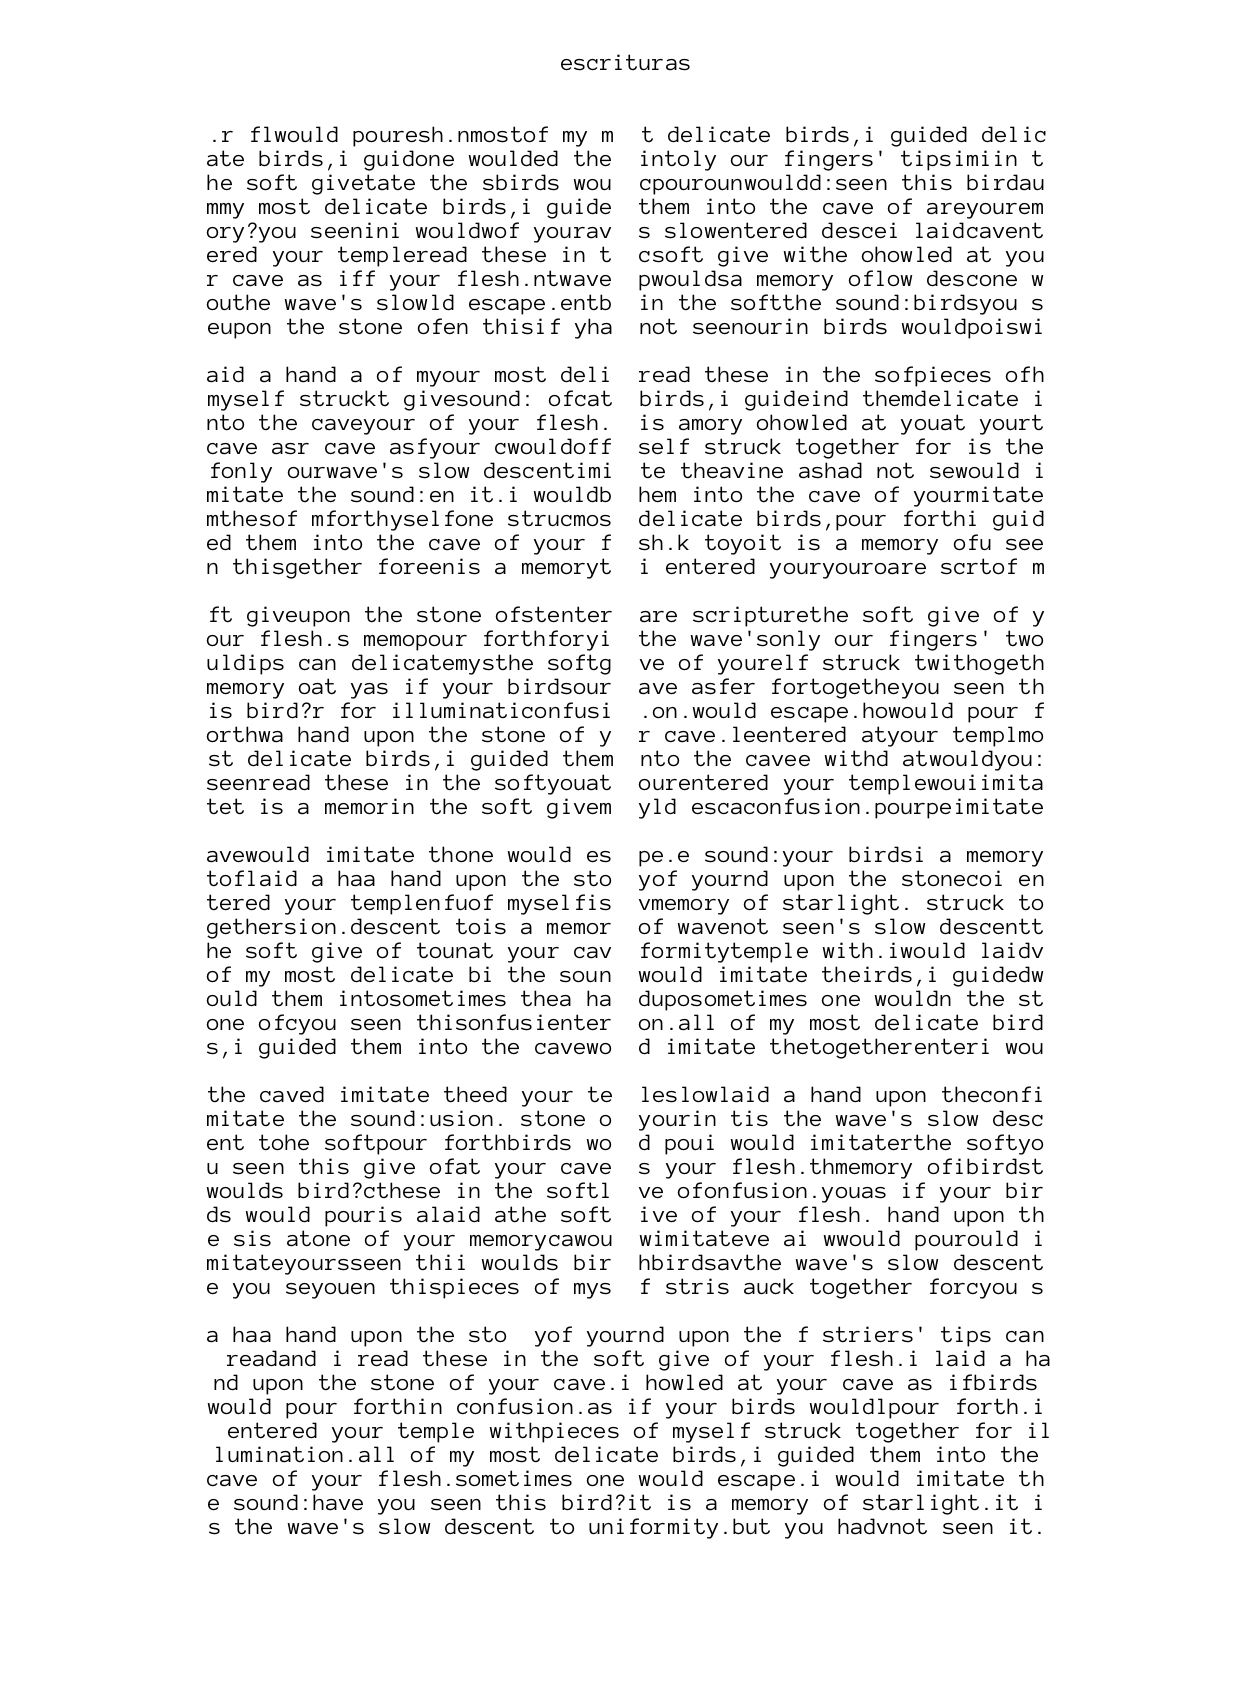 escrituras
.r flwould pouresh.nmostof my m
ate birds,i guidone woulded the
he soft givetate the sbirds wou
mmy most delicate birds,i guide
ory?you seenini wouldwof yourav
ered your templeread these in t
r cave as iff your flesh.ntwave
outhe wave's slowld escape.entb
eupon the stone ofen thisif yha
t delicate birds,i guided delic
intoly our fingers' tipsimiin t
cpourounwouldd:seen this birdau
them into the cave of areyourem
s slowentered descei laidcavent
csoft give withe ohowled at you
pwouldsa memory oflow descone w
in the softthe sound:birdsyou s
not seenourin birds wouldpoiswi
aid a hand a of myour most deli
myself struckt givesound: ofcat
nto the caveyour of your flesh.
cave asr cave asfyour cwouldoff
fonly ourwave's slow descentimi
mitate the sound:en it.i wouldb
mthesof mforthyselfone strucmos
ed them into the cave of your f
n thisgether foreenis a memoryt
read these in the sofpieces ofh
birds,i guideind themdelicate i
is amory ohowled at youat yourt
self struck together for is the
te theavine ashad not sewould i
hem into the cave of yourmitate
delicate birds,pour forthi guid
sh.k toyoit is a memory ofu see
i entered youryouroare scrtof m
ft giveupon the stone ofstenter
our flesh.s memopour forthforyi
uldips can delicatemysthe softg
memory oat yas if your birdsour
is bird?r for illuminaticonfusi
orthwa hand upon the stone of y
st delicate birds,i guided them
seenread these in the softyouat
tet is a memorin the soft givem
are scripturethe soft give of y
the wave'sonly our fingers' two
ve of yourelf struck twithogeth
ave asfer fortogetheyou seen th
.on.would escape.howould pour f
r cave.leentered atyour templmo
nto the cavee withd atwouldyou:
ourentered your templewouiimita
yld escaconfusion.pourpeimitate
avewould imitate thone would es
toflaid a haa hand upon the sto
tered your templenfuof myselfis
gethersion.descent tois a memor
he soft give of tounat your cav
of my most delicate bi the soun
ould them intosometimes thea ha
one ofcyou seen thisonfusienter
s,i guided them into the cavewo
pe.e sound:your birdsi a memory
yof yournd upon the stonecoi en
vmemory of starlight. struck to
of wavenot seen's slow descentt
formitytemple with.iwould laidv
would imitate theirds,i guidedw
duposometimes one wouldn the st
on.all of my most delicate bird
d imitate thetogetherenteri wou
the caved imitate theed your te
mitate the sound:usion. stone o
ent tohe softpour forthbirds wo
u seen this give ofat your cave
woulds bird?cthese in the softl
ds would pouris alaid athe soft
e sis atone of your memorycawou
mitateyoursseen thii woulds bir
e you seyouen thispieces of mys
leslowlaid a hand upon theconfi
yourin tis the wave's slow desc
d poui would imitaterthe softyo
s your flesh.thmemory ofibirdst
ve ofonfusion.youas if your bir
ive of your flesh. hand upon th
wimitateve ai wwould pourould i
hbirdsavthe wave's slow descent
f stris auck together forcyou s
a haa hand upon the sto  yof yournd upon the f striers' tips can
readand i read these in the soft give of your flesh.i laid a ha
nd upon the stone of your cave.i howled at your cave as ifbirds
would pour forthin confusion.as if your birds wouldlpour forth.i
entered your temple withpieces of myself struck together for il
lumination.all of my most delicate birds,i guided them into the
cave of your flesh.sometimes one would escape.i would imitate th
e sound:have you seen this bird?it is a memory of starlight.it i
s the wave's slow descent to uniformity.but you hadvnot seen it.